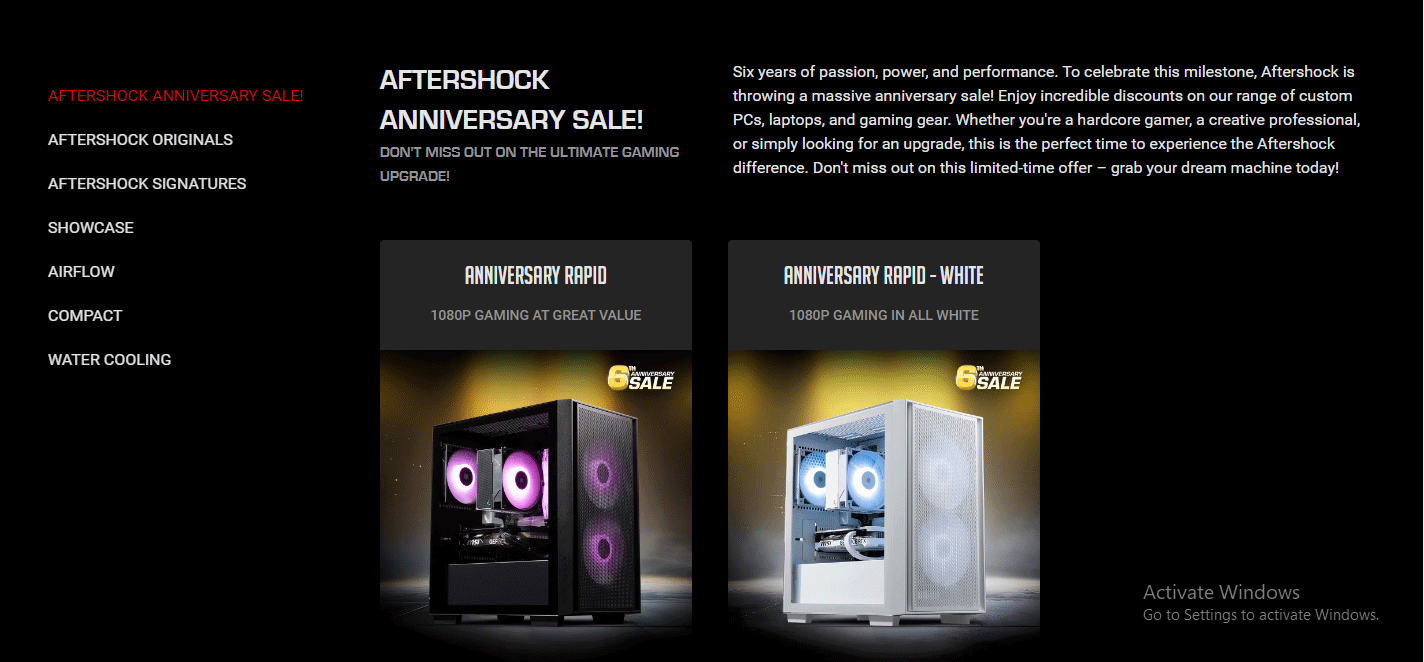 AFTERSHOCK ANNIVERSARY SALE!
AFTERSHOCK ORIGINALS
AFTERSHOCK SIGNATURES
SHOWCASE
AIRFLOW
COMPACT
WATER COOLING
AFTERSHOCK
ANNIVERSARY SALE!
DON'T MISS OUT ON THE ULTIMATE GAMING
UPGRADE!
Six years of passion, power, and performance. To celebrate this milestone, Aftershock is
throwing a massive anniversary sale! Enjoy incredible discounts on our range of custom
PCs, laptops, and gaming gear. Whether you're a hardcore gamer, a creative professional,
or simply looking for an upgrade, this is the perfect time to experience the Aftershock
difference. Don't miss out on this limited-time offer – grab your dream machine today!
ANNIVERSARY RAPID
1080P GAMING AT GREAT VALUE
6TH ANNIVERSARY
SALE
ANNIVERSARY RAPID - WHITE
1080P GAMING IN ALL WHITE
6TH ANNIVERSARY
SALE
Activate Windows
Go to Settings to activate Windows.